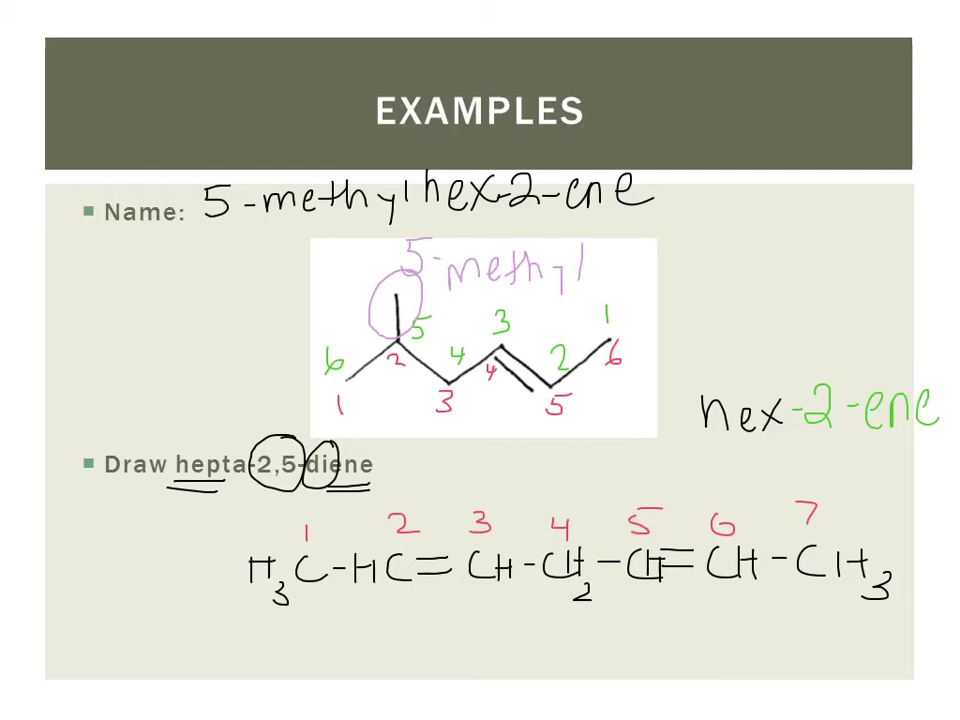 EXAMPLES
Name: 5-methylhex-2-ene
5-methyl
6 5 4 3 2 1
1 2 3 4 5 6
hex-2-ene
Draw hepta-2,5-diene
1 2 3 4 5 6 7
H3C-HC=CH-CH2-CH=CH-CH3